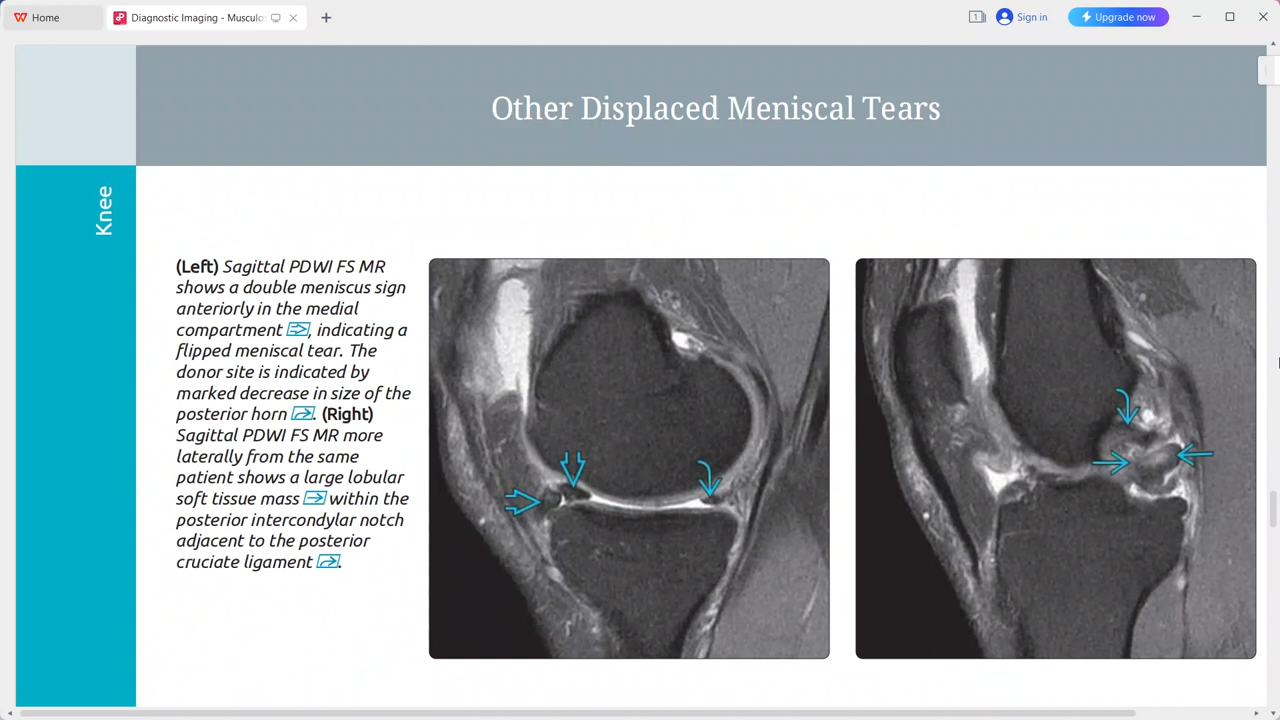 Home
Diagnostic Imaging - Musculos
1
Sign in
Upgrade now
Other Displaced Meniscal Tears
Knee
(Left) Sagittal PDWI FS MR
shows a double meniscus sign
anteriorly in the medial
compartment , indicating a
flipped meniscal tear. The
donor site is indicated by
marked decrease in size of the
posterior horn . (Right)
Sagittal PDWI FS MR more
laterally from the same
patient shows a large lobular
soft tissue mass within the
posterior intercondylar notch
adjacent to the posterior
cruciate ligament .